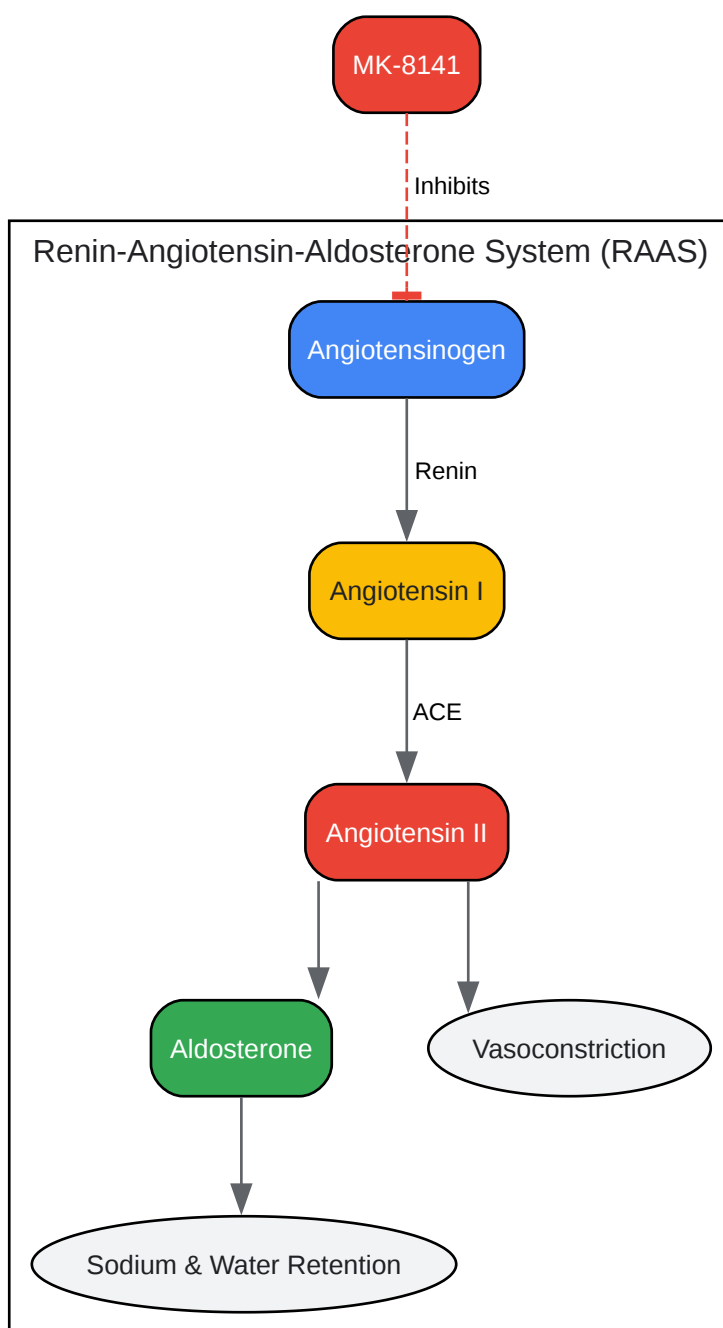 MK-8141
Inhibits
Renin-Angiotensin-Aldosterone System (RAAS)
Angiotensinogen
Renin
Angiotensin I
ACE
Angiotensin II
Aldosterone
Vasoconstriction
Sodium & Water Retention